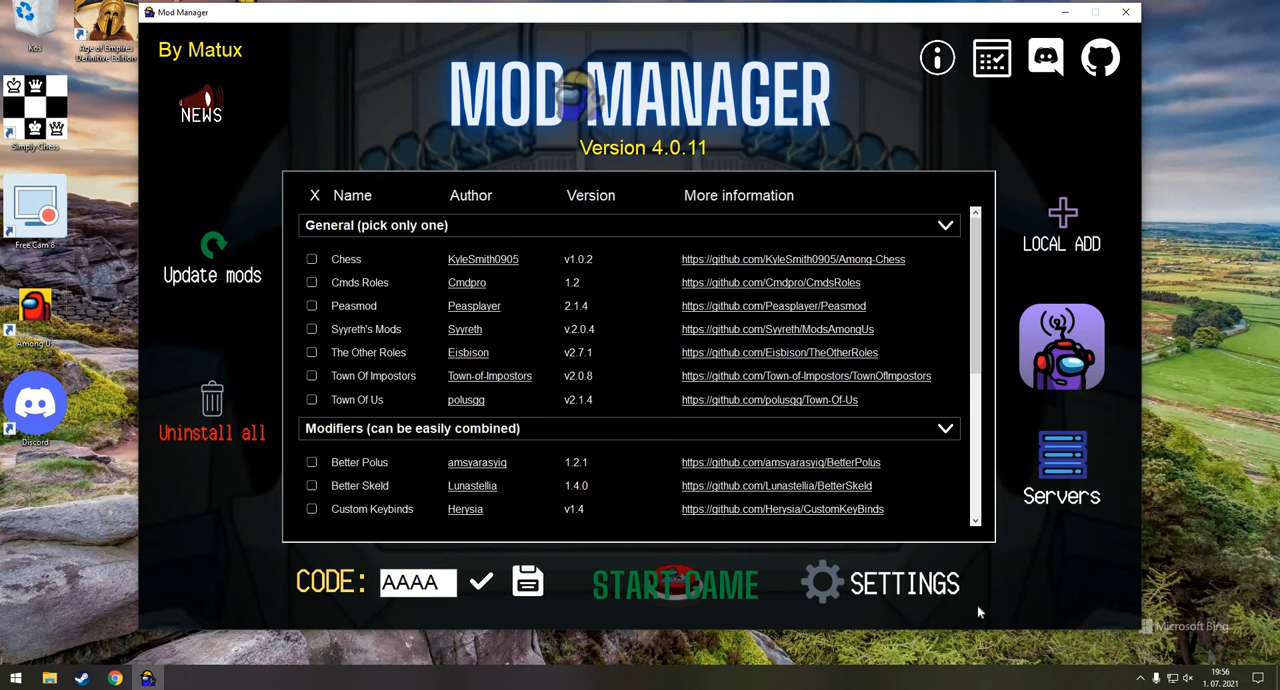 Mod Manager
Koš
Age of Empires
Definitive Edition
Simply Chess
Free Cam 8
Among Us
Discord
By Matux
NEWS
MOD MANAGER
Version 4.0.11
Update mods
Uninstall all
X Name Author Version More information
General (pick only one)
Chess KyleSmith0905 v1.0.2 https://github.com/KyleSmith0905/Among-Chess
Cmds Roles Cmdpro 1.2 https://github.com/Cmdpro/CmdsRoles
Peasmod Peasplayer 2.1.4 https://github.com/Peasplayer/Peasmod
Syyreth's Mods Syyreth v.2.0.4 https://github.com/Syyreth/ModsAmongUs
The Other Roles Eisbison v2.7.1 https://github.com/Eisbison/TheOtherRoles
Town Of Impostors Town-of-Impostors v2.0.8 https://github.com/Town-of-Impostors/TownOfImpostors
Town Of Us polusgg v2.1.4 https://github.com/polusgg/Town-Of-Us
Modifiers (can be easily combined)
Better Polus amsyarasyiq 1.2.1 https://github.com/amsyarasyiq/BetterPolus
Better Skeld Lunastellia 1.4.0 https://github.com/Lunastellia/BetterSkeld
Custom Keybinds Herysia v1.4 https://github.com/Herysia/CustomKeyBinds
LOCAL ADD
Servers
CODE: AAAA
START GAME
SETTINGS
Microsoft Bing
19:56
1. 07. 2021